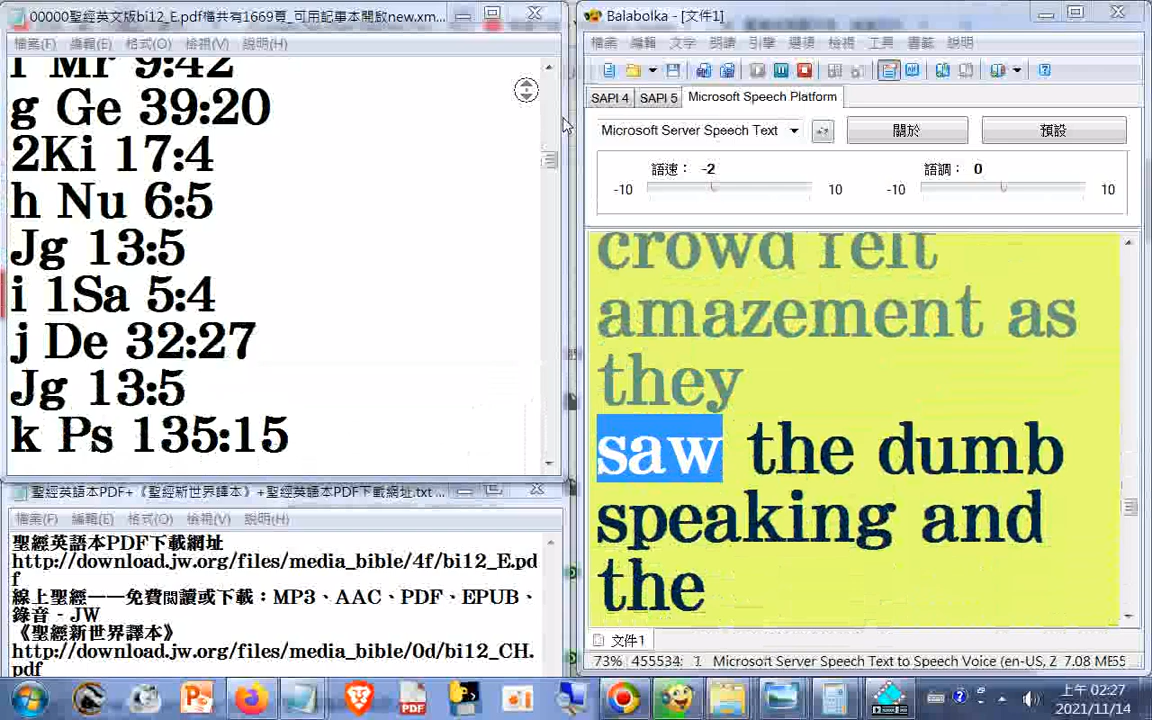 00000聖經英文版bi12_E.pdf檔共有1669頁_可用記事本開啟new.xm...
檔案(F) 編輯(E) 格式(O) 檢視(V) 說明(H)
f Mr 9:42
g Ge 39:20
2Ki 17:4
h Nu 6:5
Jg 13:5
i 1Sa 5:4
j De 32:27
Jg 13:5
k Ps 135:15
聖經英語本PDF+《聖經新世界譯本》+聖經英語本PDF下載網址.txt ...
檔案(F) 編輯(E) 格式(O) 檢視(V) 說明(H)
聖經英語本PDF下載網址
http://download.jw.org/files/media_bible/4f/bi12_E.pd
f
線上聖經——免費閱讀或下載：MP3、AAC、PDF、EPUB、
錄音 - JW
《聖經新世界譯本》
http://download.jw.org/files/media_bible/0d/bi12_CH.
pdf
Balabolka - [文件1]
檔案 編輯 文字 朗讀 引擎 選項 檢視 工具 書籤 說明
SAPI 4 SAPI 5 Microsoft Speech Platform
Microsoft Server Speech Text 關於 預設
語速： -2 語調： 0
-10 10 -10 10
crowd felt
amazement as
they
saw the dumb
speaking and
the
文件1
73% 455534: 1 Microsoft Server Speech Text to Speech Voice (en-US, Z 7.08 ME55
上午 02:27
2021/11/14